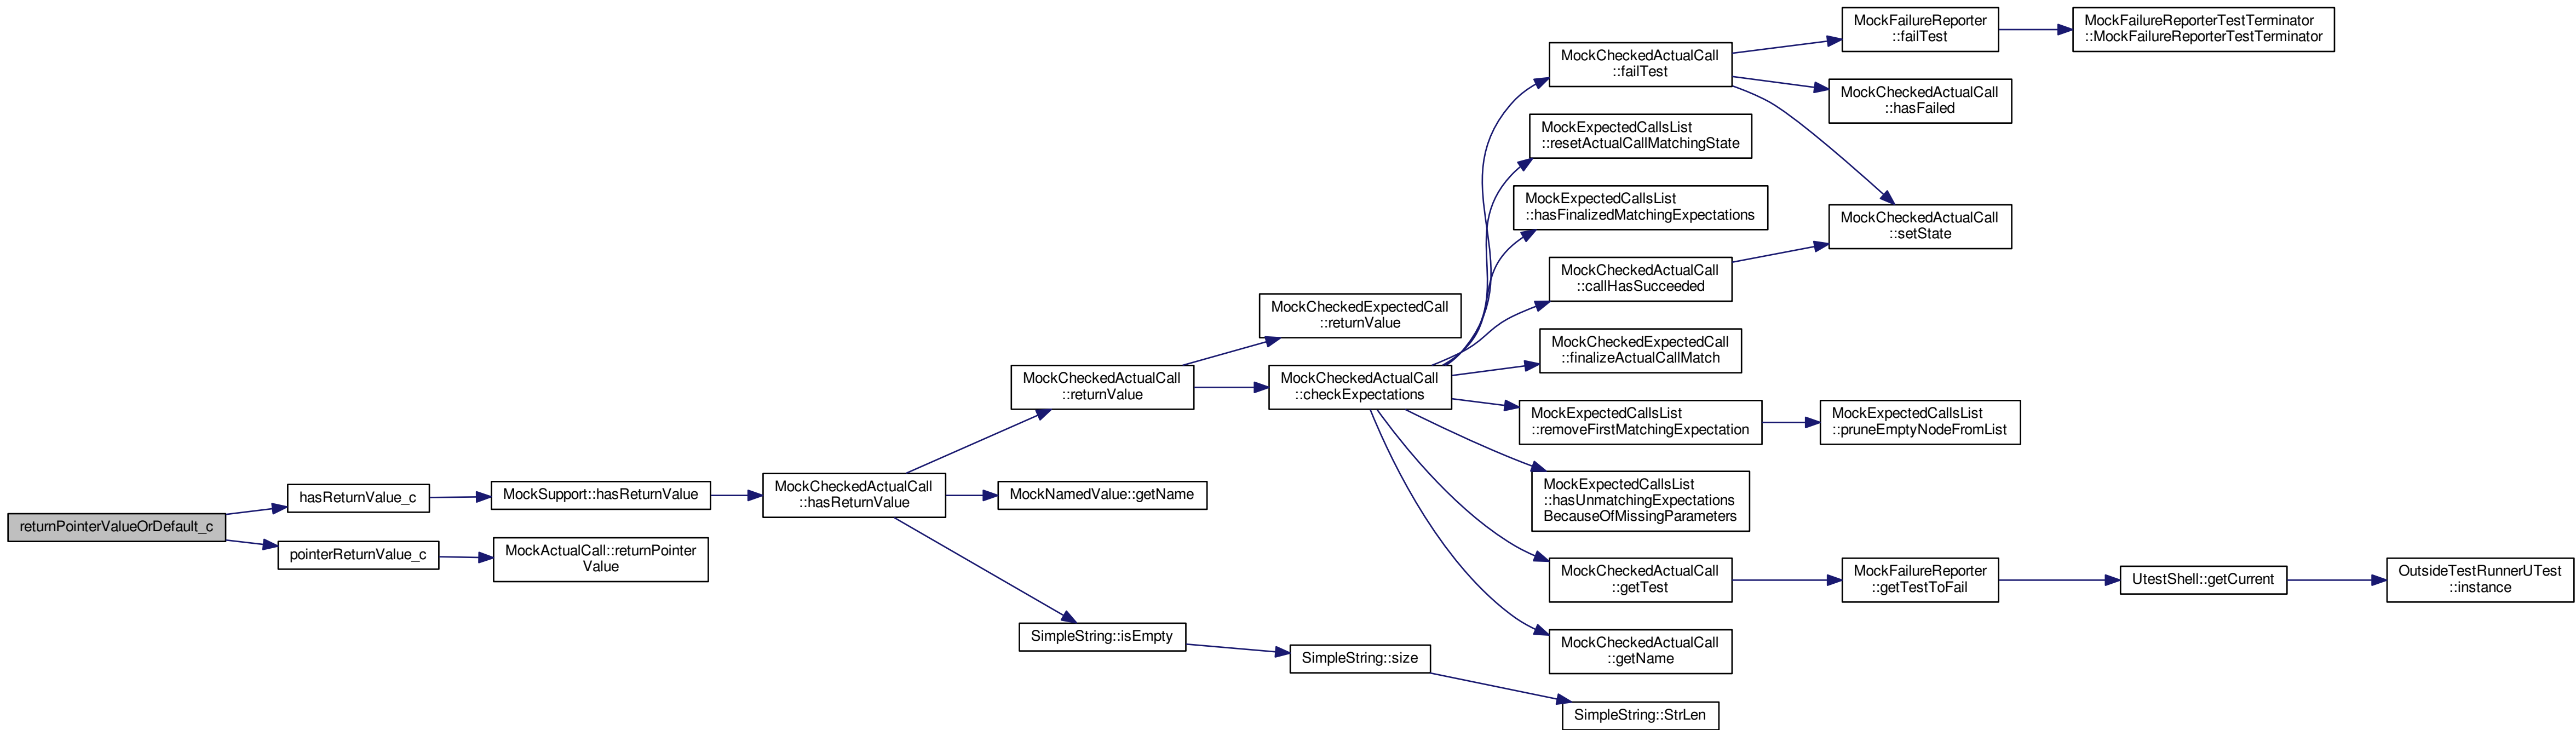 MockFailureReporter
::failTest
MockFailureReporterTestTerminator
::MockFailureReporterTestTerminator
MockCheckedActualCall
::failTest
MockCheckedActualCall
::hasFailed
MockExpectedCallsList
::resetActualCallMatchingState
MockExpectedCallsList
::hasFinalizedMatchingExpectations
MockCheckedActualCall
::setState
MockCheckedActualCall
::callHasSucceeded
MockCheckedExpectedCall
::returnValue
MockCheckedExpectedCall
::finalizeActualCallMatch
MockCheckedActualCall
::returnValue
MockCheckedActualCall
::checkExpectations
MockExpectedCallsList
::removeFirstMatchingExpectation
MockExpectedCallsList
::pruneEmptyNodeFromList
returnPointerValueOrDefault_c
hasReturnValue_c
MockSupport::hasReturnValue
MockCheckedActualCall
::hasReturnValue
MockNamedValue::getName
MockExpectedCallsList
::hasUnmatchingExpectations
BecauseOfMissingParameters
pointerReturnValue_c
MockActualCall::returnPointer
Value
MockCheckedActualCall
::getTest
MockFailureReporter
::getTestToFail
UtestShell::getCurrent
OutsideTestRunnerUTest
::instance
SimpleString::isEmpty
SimpleString::size
MockCheckedActualCall
::getName
SimpleString::StrLen